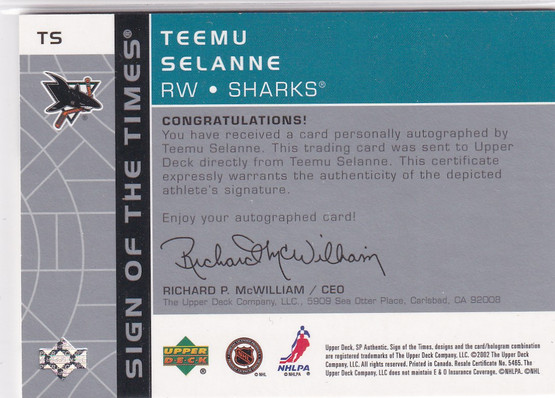 TS
SIGN OF THE TIMES®
TEEMU
SELANNE
RW • SHARKS®
CONGRATULATIONS!
You have received a card personally autographed by
Teemu Selanne. This trading card was sent to Upper
Deck directly from Teemu Selanne. This certificate
expressly warrants the authenticity of the depicted
athlete's signature.
Enjoy your autographed card!
Richard McWilliam
RICHARD P. McWILLIAM / CEO
The Upper Deck Company, LLC., 5909 Sea Otter Place, Carlsbad, CA 92008
UPPER
DECK
®
© NHL
NHLPA
©NHLPA
Upper Deck, SP Authentic, Sign of the Times, designs and the card/hologram combination
are registered trademarks of The Upper Deck Company, LLC. ©2002 The Upper Deck
Company, LLC. All rights reserved. Printed in Canada. Resale Certificate No. 5465. The
Upper Deck Company, LLC does not maintain E & O Insurance Coverage. ©NHLPA. ©NHL